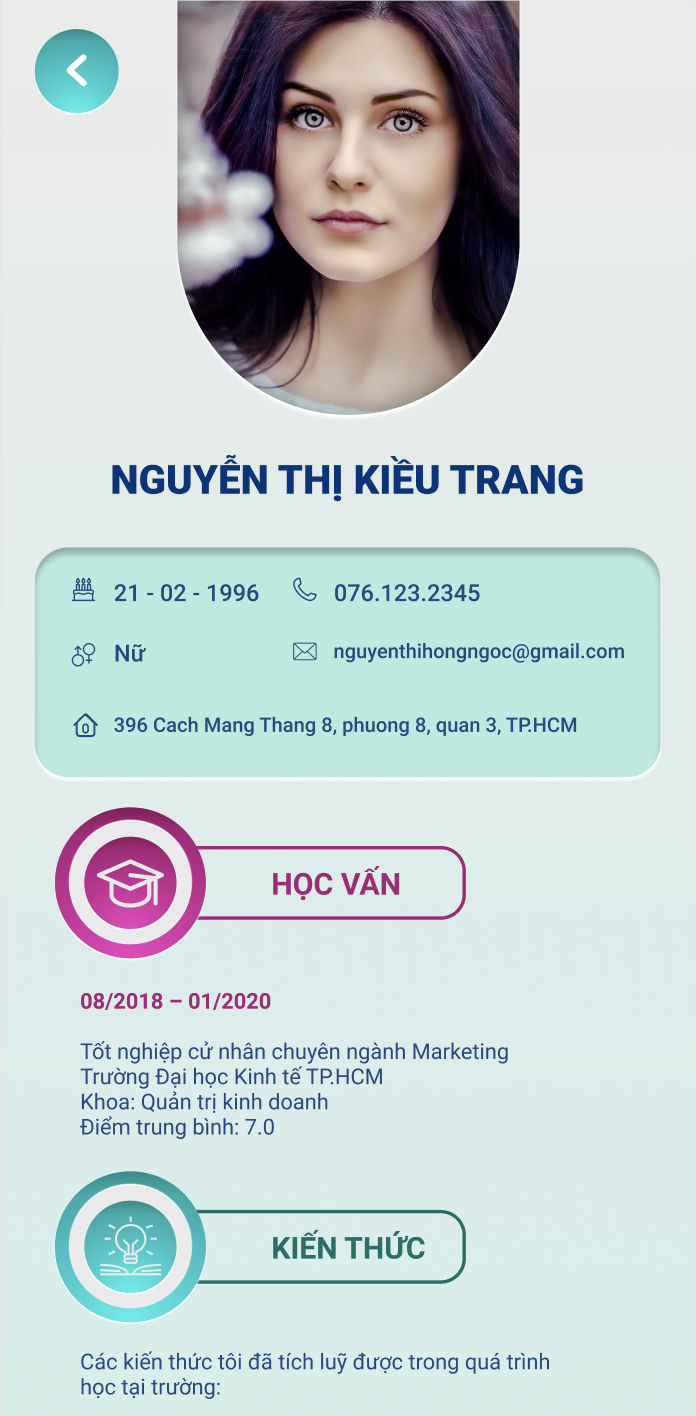 NGUYỄN THỊ KIỀU TRANG
21 - 02 - 1996
076.123.2345
Nữ
nguyenthihongngoc@gmail.com
396 Cach Mang Thang 8, phuong 8, quan 3, TP.HCM
HỌC VẤN
08/2018 – 01/2020
Tốt nghiệp cử nhân chuyên ngành Marketing
Trường Đại học Kinh tế TP.HCM
Khoa: Quản trị kinh doanh
Điểm trung bình: 7.0
KIẾN THỨC
Các kiến thức tôi đã tích luỹ được trong quá trình
học tại trường: